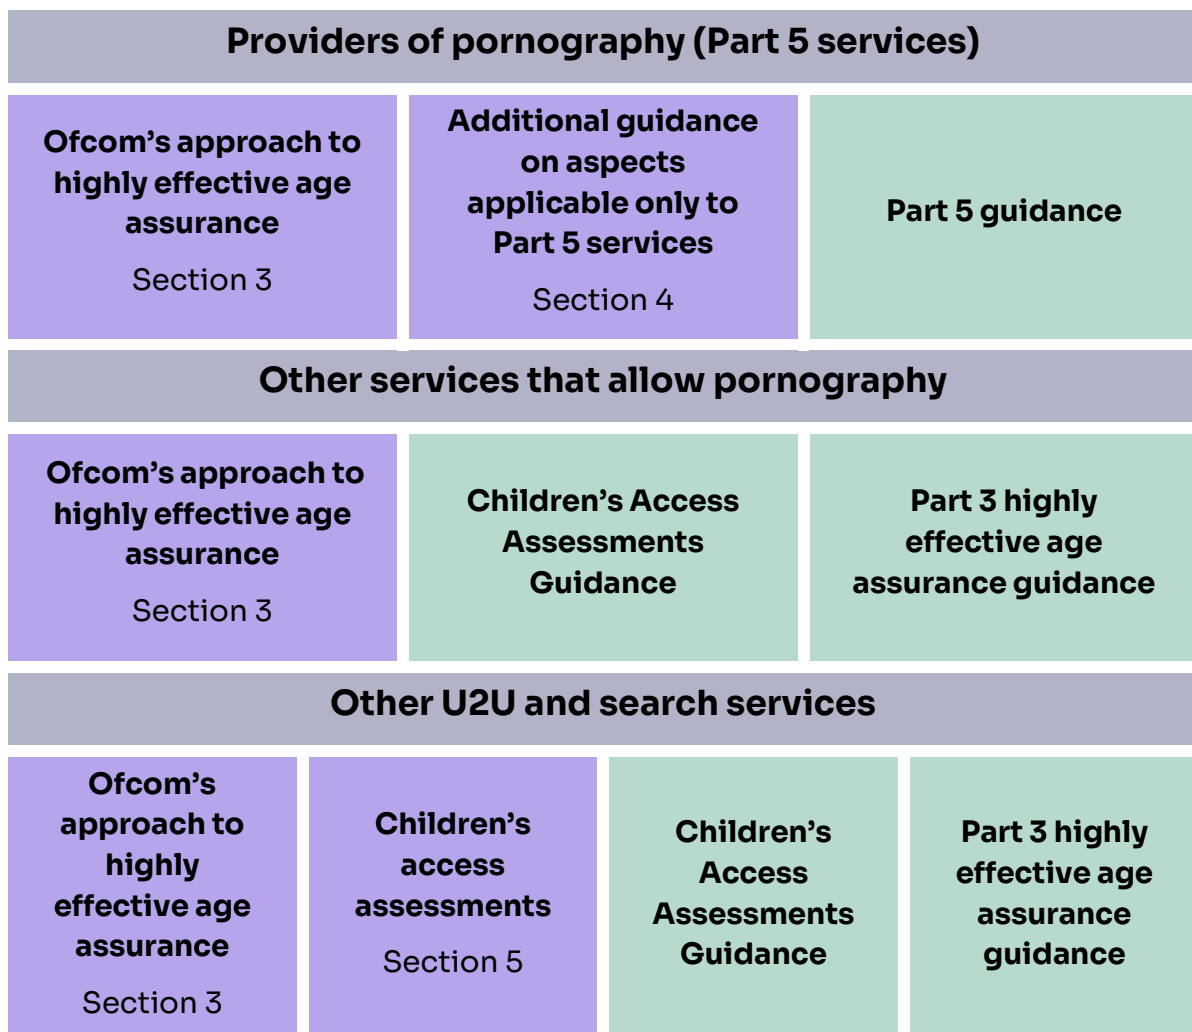 Providers of pornography (Part 5 services)
Ofcom’s approach to
highly effective age
assurance
Section 3
Additional guidance
on aspects
applicable only to
Part 5 services
Section 4
Part 5 guidance
Other services that allow pornography
Ofcom’s approach to
highly effective age
assurance
Section 3
Children’s Access
Assessments
Guidance
Part 3 highly
effective age
assurance guidance
Other U2U and search services
Ofcom’s
approach to
highly
effective age
assurance
Section 3
Children’s
access
assessments
Section 5
Children’s
Access
Assessments
Guidance
Part 3 highly
effective age
assurance
guidance